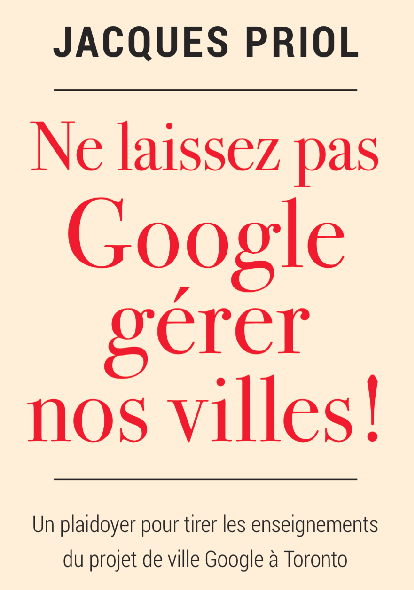 JACQUES PRIOL
Ne laissez pas
Google
gérer
nos villes !
Un plaidoyer pour tirer les enseignements
du projet de ville Google à Toronto